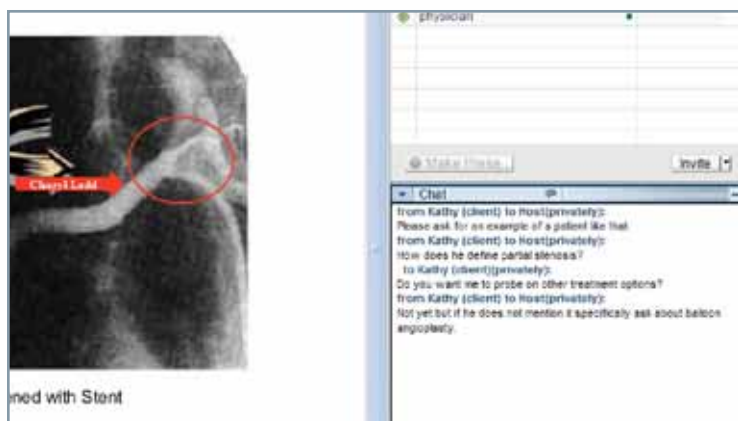 Cheryl Ladd
ned with Stent
physician
Make Host
Invite
Chat
from Kathy (client) to Host(privately):
Please ask for an example of a patient like that
from Kathy (client) to Host(privately):
How does he define partial stenosis?
to Kathy (client)(privately):
Do you want me to probe on other treatment options?
from Kathy (client) to Host(privately):
Not yet but if he does not mention it specifically ask about balloon
angioplasty.